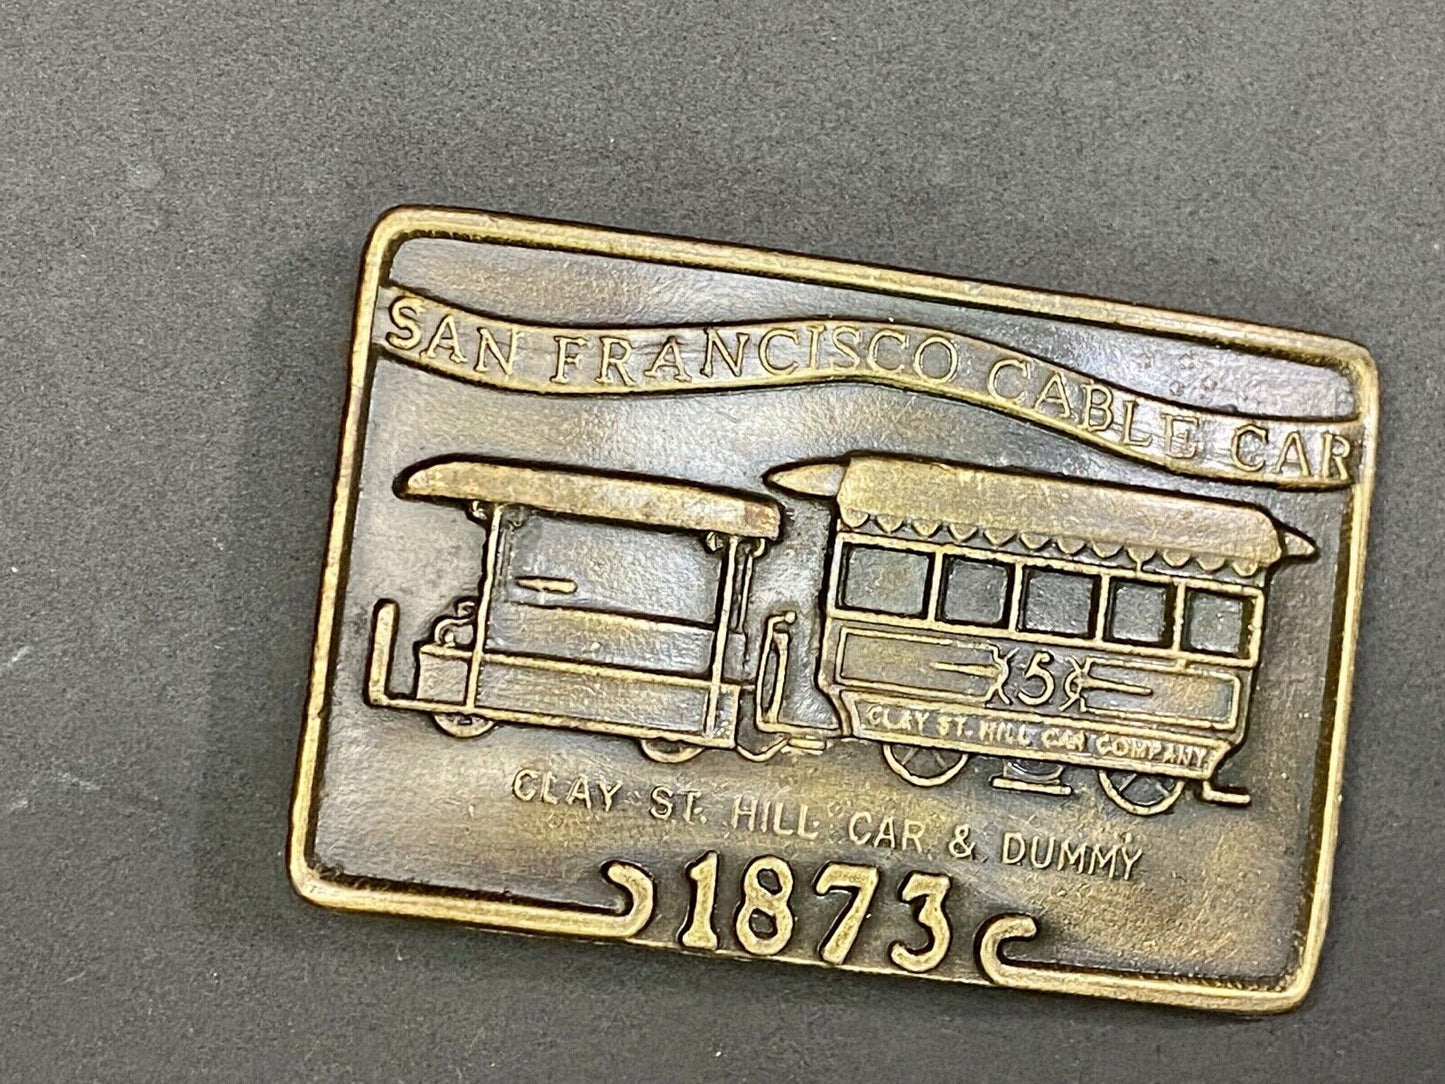 SAN FRANCISCO CABLE CAR
5
CLAY ST. HILL CAR COMPANY.
CLAY ST. HILL CAR & DUMMY
1873